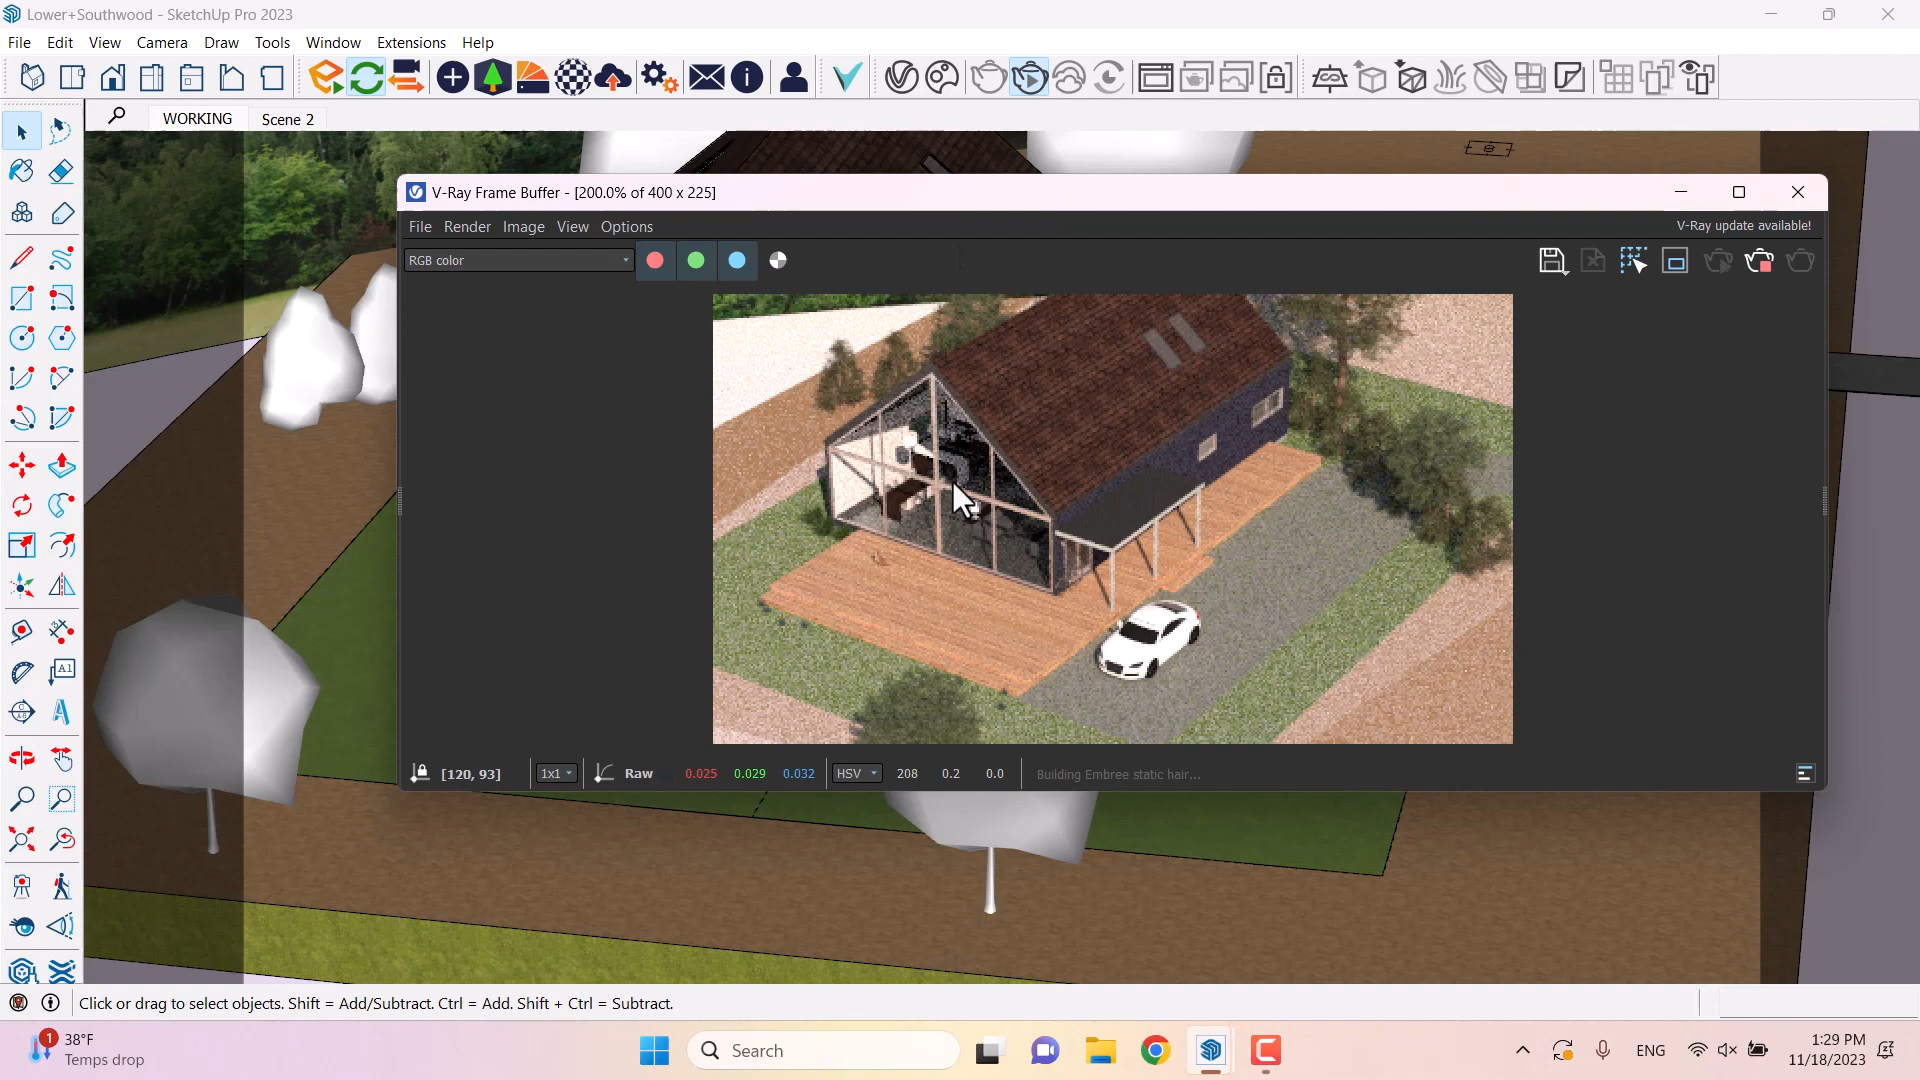 Lower+Southwood - SketchUp Pro 2023
File Edit View Camera Draw Tools Window Extensions Help
WORKING Scene 2
V-Ray Frame Buffer - [200.0% of 400 x 225]
File Render Image View Options V-Ray update available!
RGB color
[120, 93] 1x1 Raw 0.025 0.029 0.032 HSV 208 0.2 0.0 Building Embree static hair...
Click or drag to select objects. Shift = Add/Subtract. Ctrl = Add. Shift + Ctrl = Subtract.
1 38°F
Temps drop
Search
ENG
1:29 PM
11/18/2023